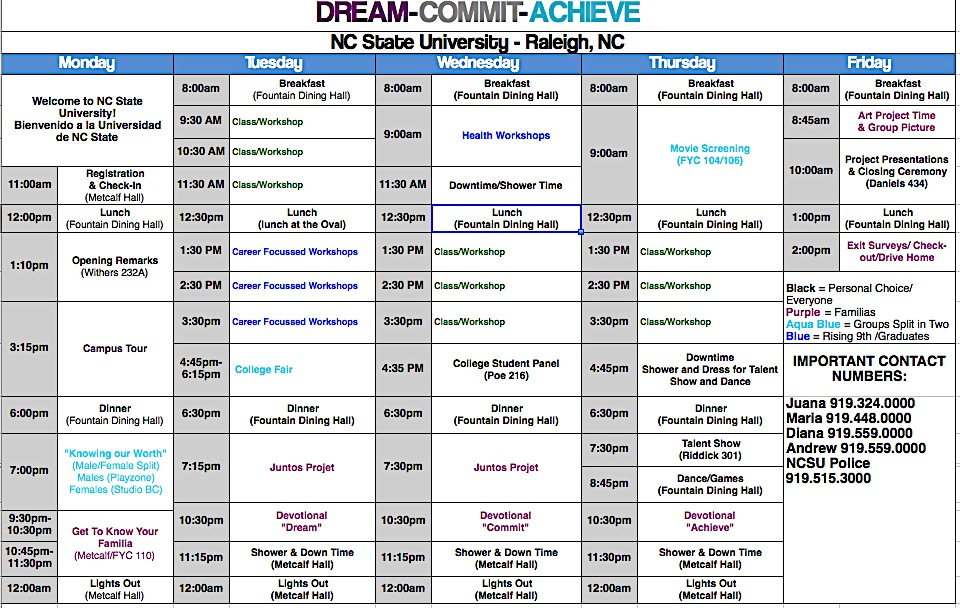 DREAM-COMMIT-ACHIEVE
NC State University - Raleigh, NC
Monday
Welcome to NC State
University!
Bienvenido a la Universidad
de NC State
11:00am
Registration
& Check-In
(Metcalf Hall)
12:00pm
Lunch
(Fountain Dining Hall)
1:10pm
Opening Remarks
(Withers 232A)
3:15pm
Campus Tour
6:00pm
Dinner
(Fountain Dining Hall)
7:00pm
"Knowing our Worth"
(Male/Female Split)
Males (Playzone)
Females (Studio BC)
9:30pm-
10:30pm
Get To Know Your
Familia
(Metcalf/FYC 110)
10:45pm-
11:30pm
12:00am
Lights Out
(Metcalf Hall)
Tuesday
8:00am
Breakfast
(Fountain Dining Hall)
9:30 AM
Class/Workshop
10:30 AM
Class/Workshop
11:30 AM
Class/Workshop
12:30pm
Lunch
(lunch at the Oval)
1:30 PM
Career Focussed Workshops
2:30 PM
Career Focussed Workshops
3:30pm
Career Focussed Workshops
4:45pm-
6:15pm
College Fair
6:30pm
Dinner
(Fountain Dining Hall)
7:15pm
Juntos Projet
10:30pm
Devotional
"Dream"
11:15pm
Shower & Down Time
(Metcalf Hall)
12:00am
Lights Out
(Metcalf Hall)
Wednesday
8:00am
Breakfast
(Fountain Dining Hall)
9:00am
Health Workshops
11:30 AM
Downtime/Shower Time
12:30pm
Lunch
(Fountain Dining Hall)
1:30 PM
Class/Workshop
2:30 PM
Class/Workshop
3:30pm
Class/Workshop
4:35 PM
College Student Panel
(Poe 216)
6:30pm
Dinner
(Fountain Dining Hall)
7:30pm
Juntos Projet
10:30pm
Devotional
"Commit"
11:15pm
Shower & Down Time
(Metcalf Hall)
12:00am
Lights Out
(Metcalf Hall)
Thursday
8:00am
Breakfast
(Fountain Dining Hall)
9:00am
Movie Screening
(FYC 104/106)
12:30pm
Lunch
(Fountain Dining Hall)
1:30 PM
Class/Workshop
2:30 PM
Class/Workshop
3:30pm
Class/Workshop
4:45pm
Downtime
Shower and Dress for Talent
Show and Dance
6:30pm
Dinner
(Fountain Dining Hall)
7:30pm
Talent Show
(Riddick 301)
8:45pm
Dance/Games
(Fountain Dining Hall)
10:30pm
Devotional
"Achieve"
11:30pm
Shower & Down Time
(Metcalf Hall)
12:00am
Lights Out
(Metcalf Hall)
Friday
8:00am
Breakfast
(Fountain Dining Hall)
8:45am
Art Project Time
& Group Picture
10:00am
Project Presentations
& Closing Ceremony
(Daniels 434)
1:00pm
Lunch
(Fountain Dining Hall)
2:00pm
Exit Surveys/ Check-
out/Drive Home
Black = Personal Choice/
Everyone
Purple = Familias
Aqua Blue = Groups Split in Two
Blue = Rising 9th /Graduates
IMPORTANT CONTACT
NUMBERS:
Juana 919.324.0000
Maria 919.448.0000
Diana 919.559.0000
Andrew 919.559.0000
NCSU Police
919.515.3000